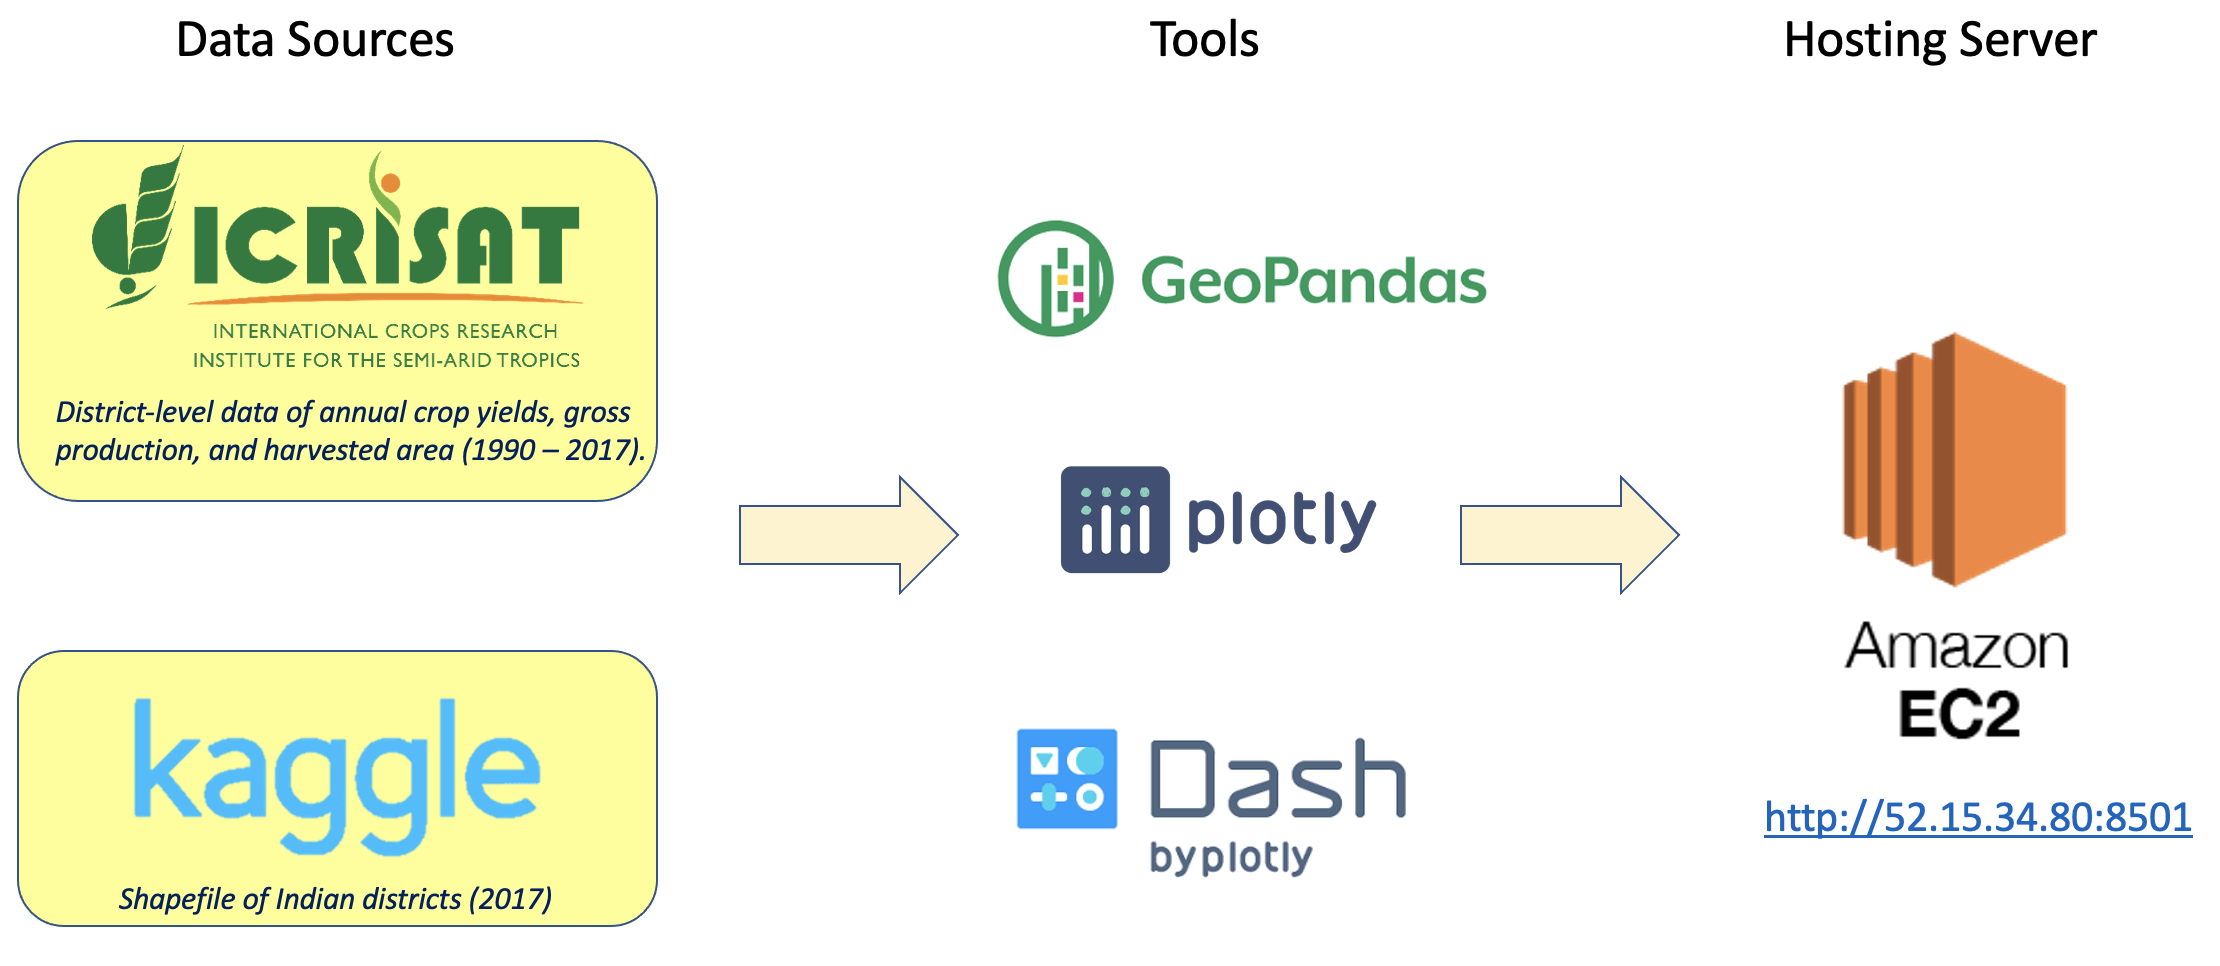 Data Sources
Tools
Hosting Server
ICRISAT
INTERNATIONAL CROPS RESEARCH
INSTITUTE FOR THE SEMI-ARID TROPICS
District-level data of annual crop yields, gross
production, and harvested area (1990 – 2017).
kaggle
Shapefile of Indian districts (2017)
GeoPandas
plotly
Dash
byplotly
Amazon
EC2
http://52.15.34.80:8501